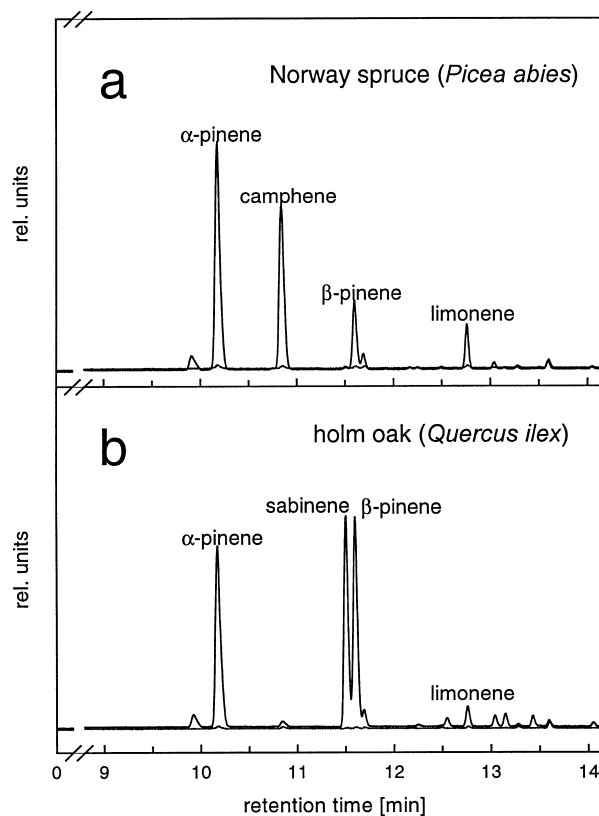 a
Norway spruce (Picea abies)
α-pinene
camphene
β-pinene
limonene
rel. units
b
holm oak (Quercus ilex)
sabinene β-pinene
α-pinene
limonene
rel. units
0 9 10 11 12 13 14
retention time [min]